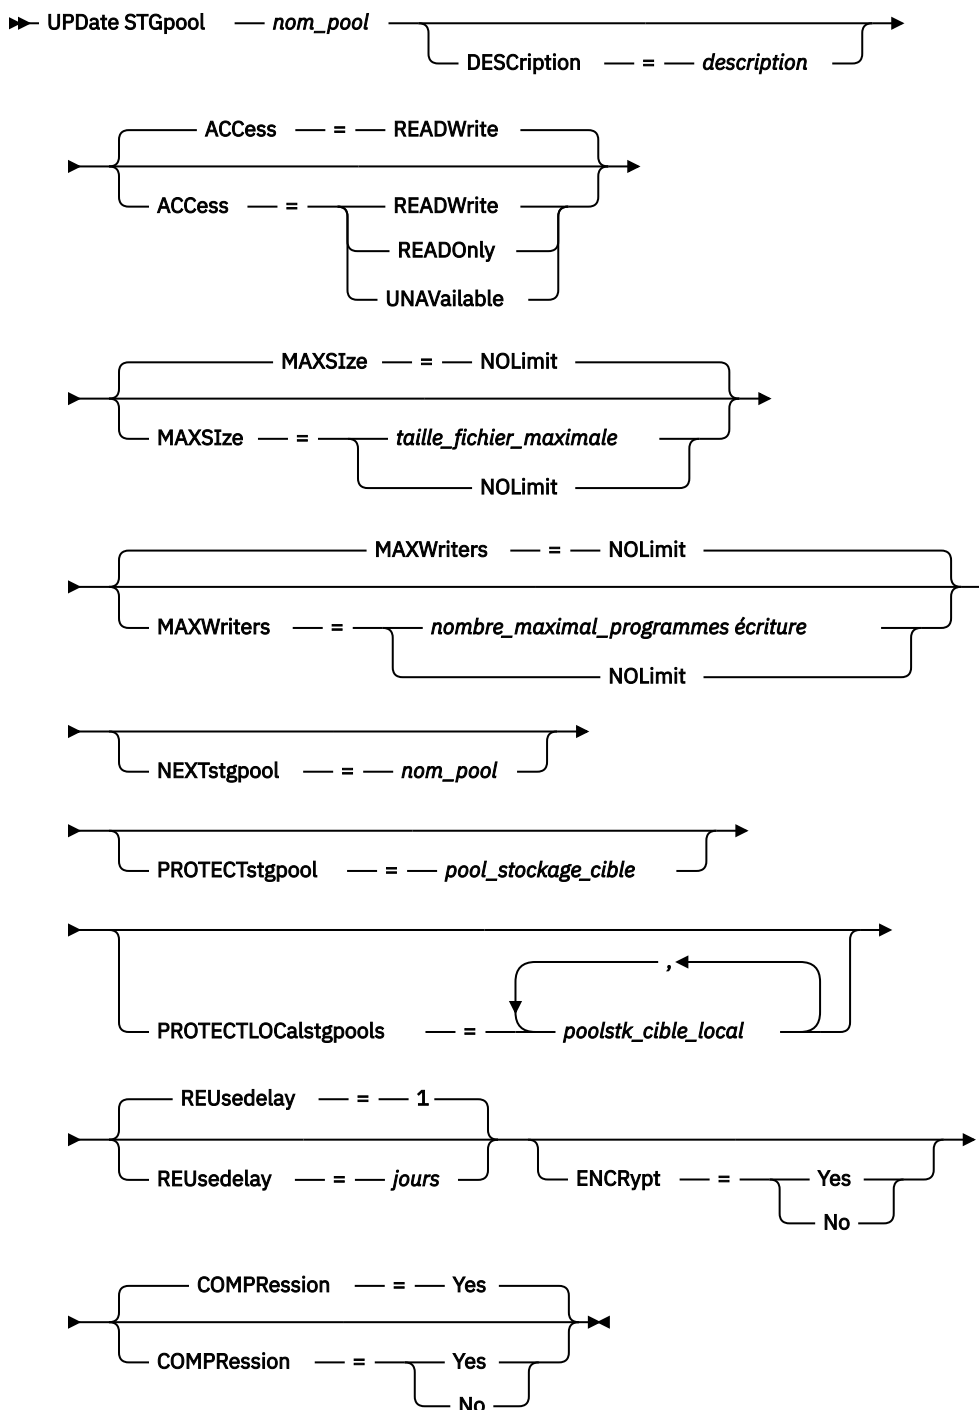 UPDate STGpool nom_pool
DESCription = description
ACCess = READWrite
ACCess = READWrite
READOnly
UNAVailable
MAXSIze = NOLimit
MAXSIze = taille_fichier_maximale
NOLimit
MAXWriters = NOLimit
MAXWriters = nombre_maximal_programmes écriture
NOLimit
NEXTstgpool = nom_pool
PROTECTstgpool = pool_stockage_cible
,
PROTECTLOCalstgpools = poolstk_cible_local
REUsedelay = 1
REUsedelay = jours ENCRypt = Yes
No
COMPRession = Yes
COMPRession = Yes
No